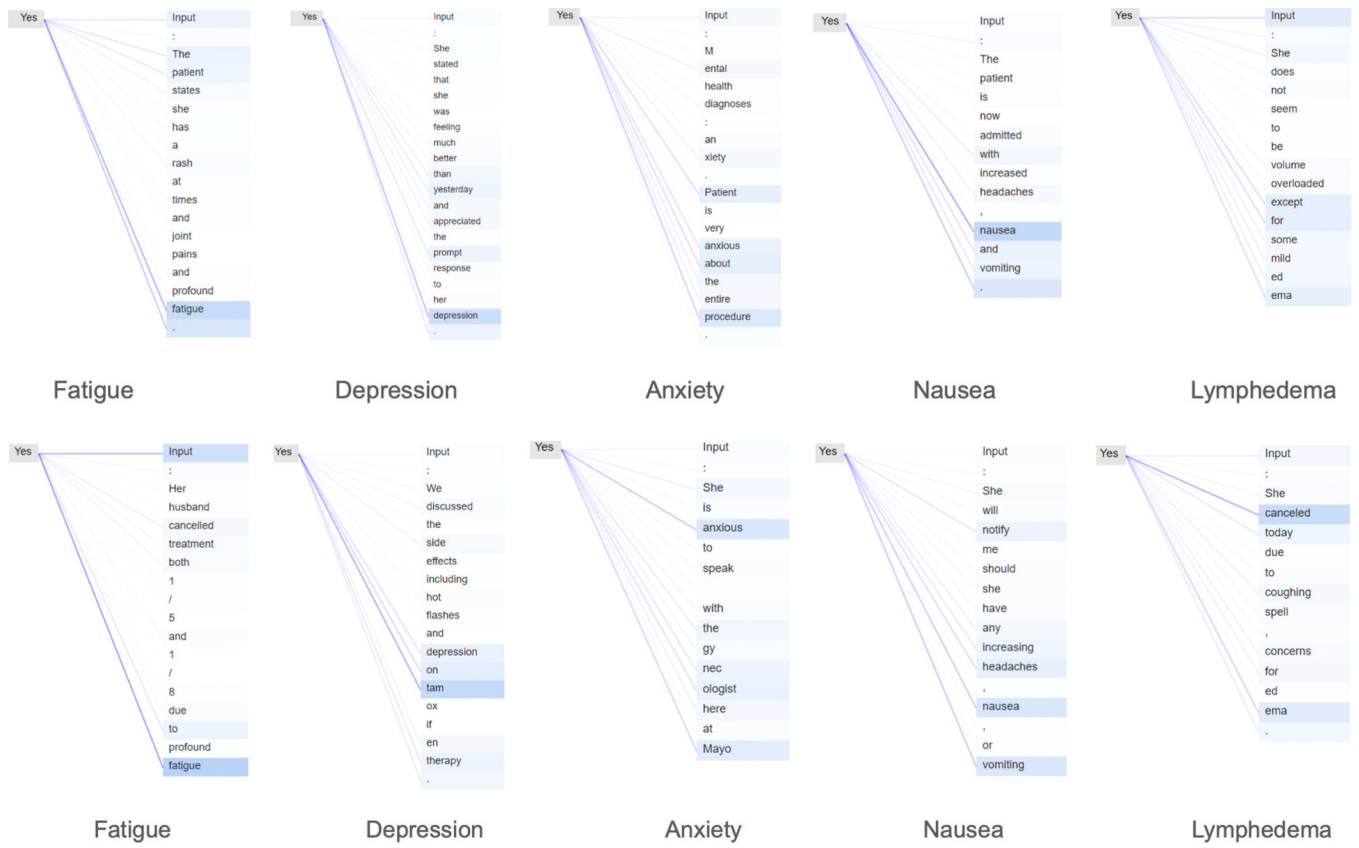 Yes
Input
:
The
patient
states
she
has
a
rash
at
times
and
joint
pains
and
profound
fatigue
.
Fatigue
Yes
Input
:
She
stated
that
she
was
feeling
much
better
than
yesterday
and
appreciated
the
prompt
response
to
her
depression
.
Depression
Yes
Input
:
M
ental
health
diagnoses
:
an
xiety
.
Patient
is
very
anxious
about
the
entire
procedure
.
Anxiety
Yes
Input
:
The
patient
is
now
admitted
with
increased
headaches
,
nausea
and
vomiting
.
Nausea
Yes
Input
:
She
does
not
seem
to
be
volume
overloaded
except
for
some
mild
ed
ema
Lymphedema
Yes
Input
:
Her
husband
cancelled
treatment
both
1
/
5
and
1
/
8
due
to
profound
fatigue
Fatigue
Yes
Input
:
We
discussed
the
side
effects
including
hot
flashes
and
depression
on
tam
ox
if
en
therapy
.
Depression
Yes
Input
:
She
is
anxious
to
speak
with
the
gy
nec
ologist
here
at
Mayo
Anxiety
Yes
Input
:
She
will
notify
me
should
she
have
any
increasing
headaches
,
nausea
,
or
vomiting
Nausea
Yes
Input
:
She
canceled
today
due
to
coughing
spell
,
concerns
for
ed
ema
.
Lymphedema